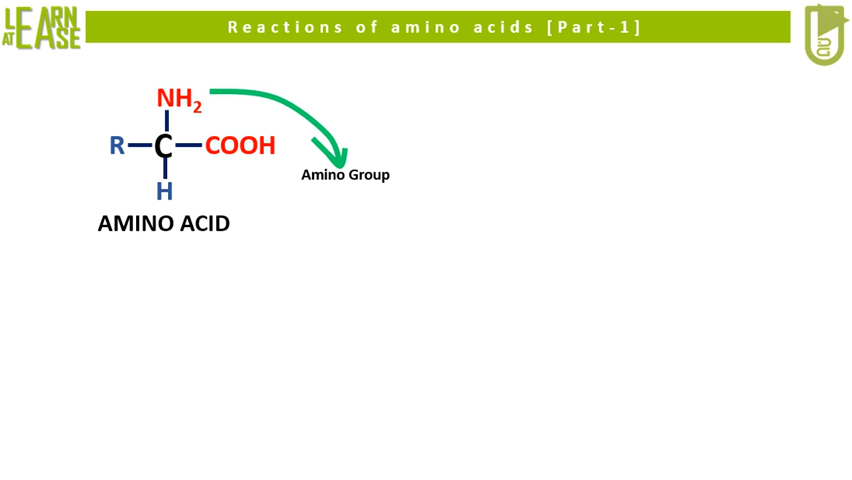 LEARN
AT EASE
Reactions of amino acids [Part-1]
NH2
R C COOH
Amino Group
H
AMINO ACID